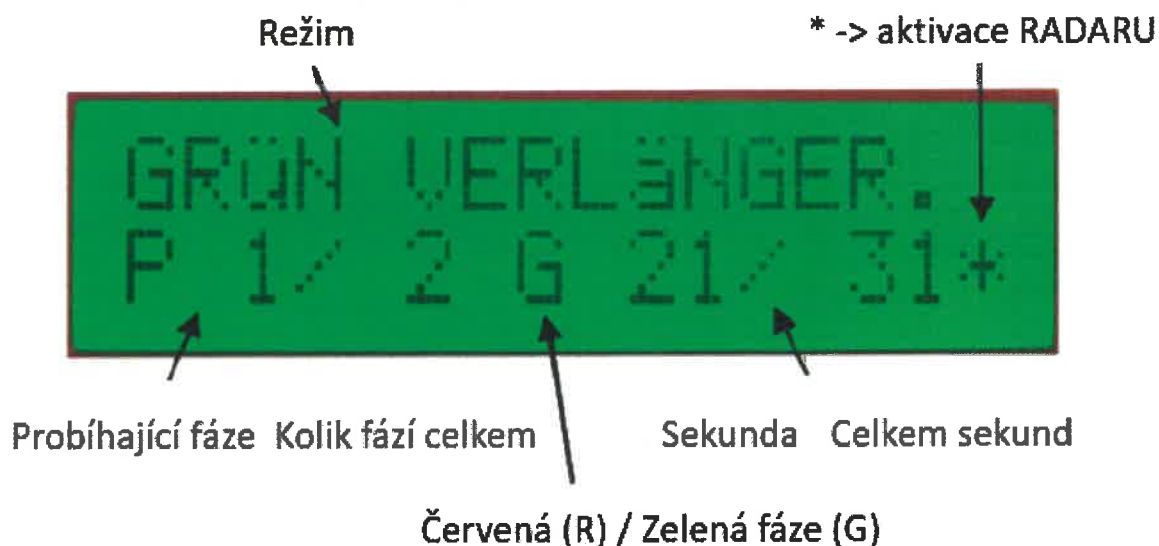 Režim
* -> aktivace RADARU
GRüN VERLäNGER.
P 1/ 2 G 21/ 31*
Probíhající fáze Kolik fází celkem Sekunda Celkem sekund
Červená (R) / Zelená fáze (G)